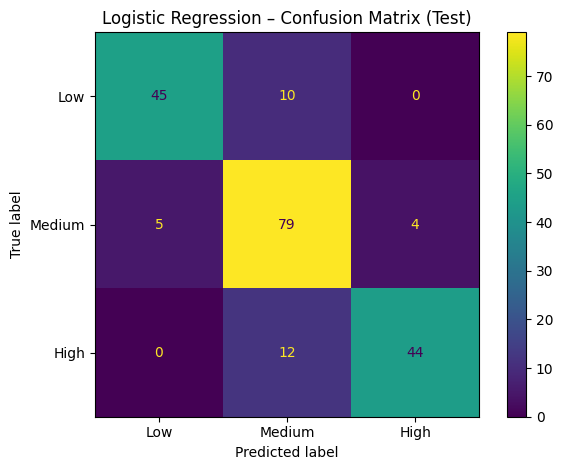 Logistic Regression – Confusion Matrix (Test)
True label
Low
45 10 0
Medium
5 79 4
High
0 12 44
Low Medium High
Predicted label
70
60
50
40
30
20
10
0